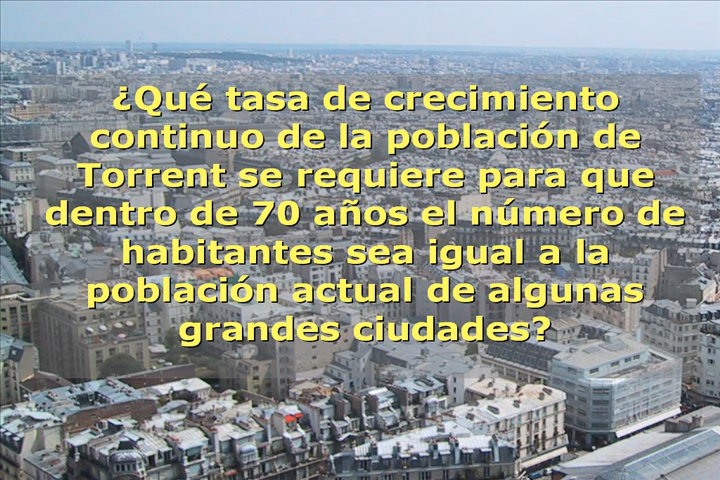 ¿Qué tasa de crecimiento
continuo de la población de
Torrent se requiere para que
dentro de 70 años el número de
habitantes sea igual a la
población actual de algunas
grandes ciudades?